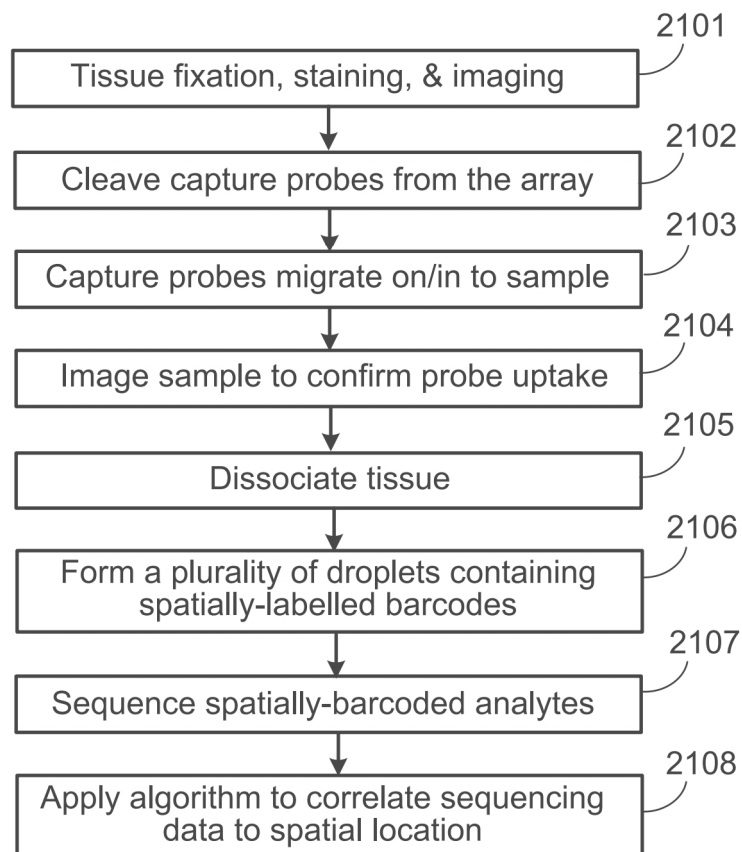 2101
Tissue fixation, staining, & imaging
2102
Cleave capture probes from the array
2103
Capture probes migrate on/in to sample
2104
Image sample to confirm probe uptake
2105
Dissociate tissue
2106
Form a plurality of droplets containing
spatially-labelled barcodes
2107
Sequence spatially-barcoded analytes
2108
Apply algorithm to correlate sequencing
data to spatial location